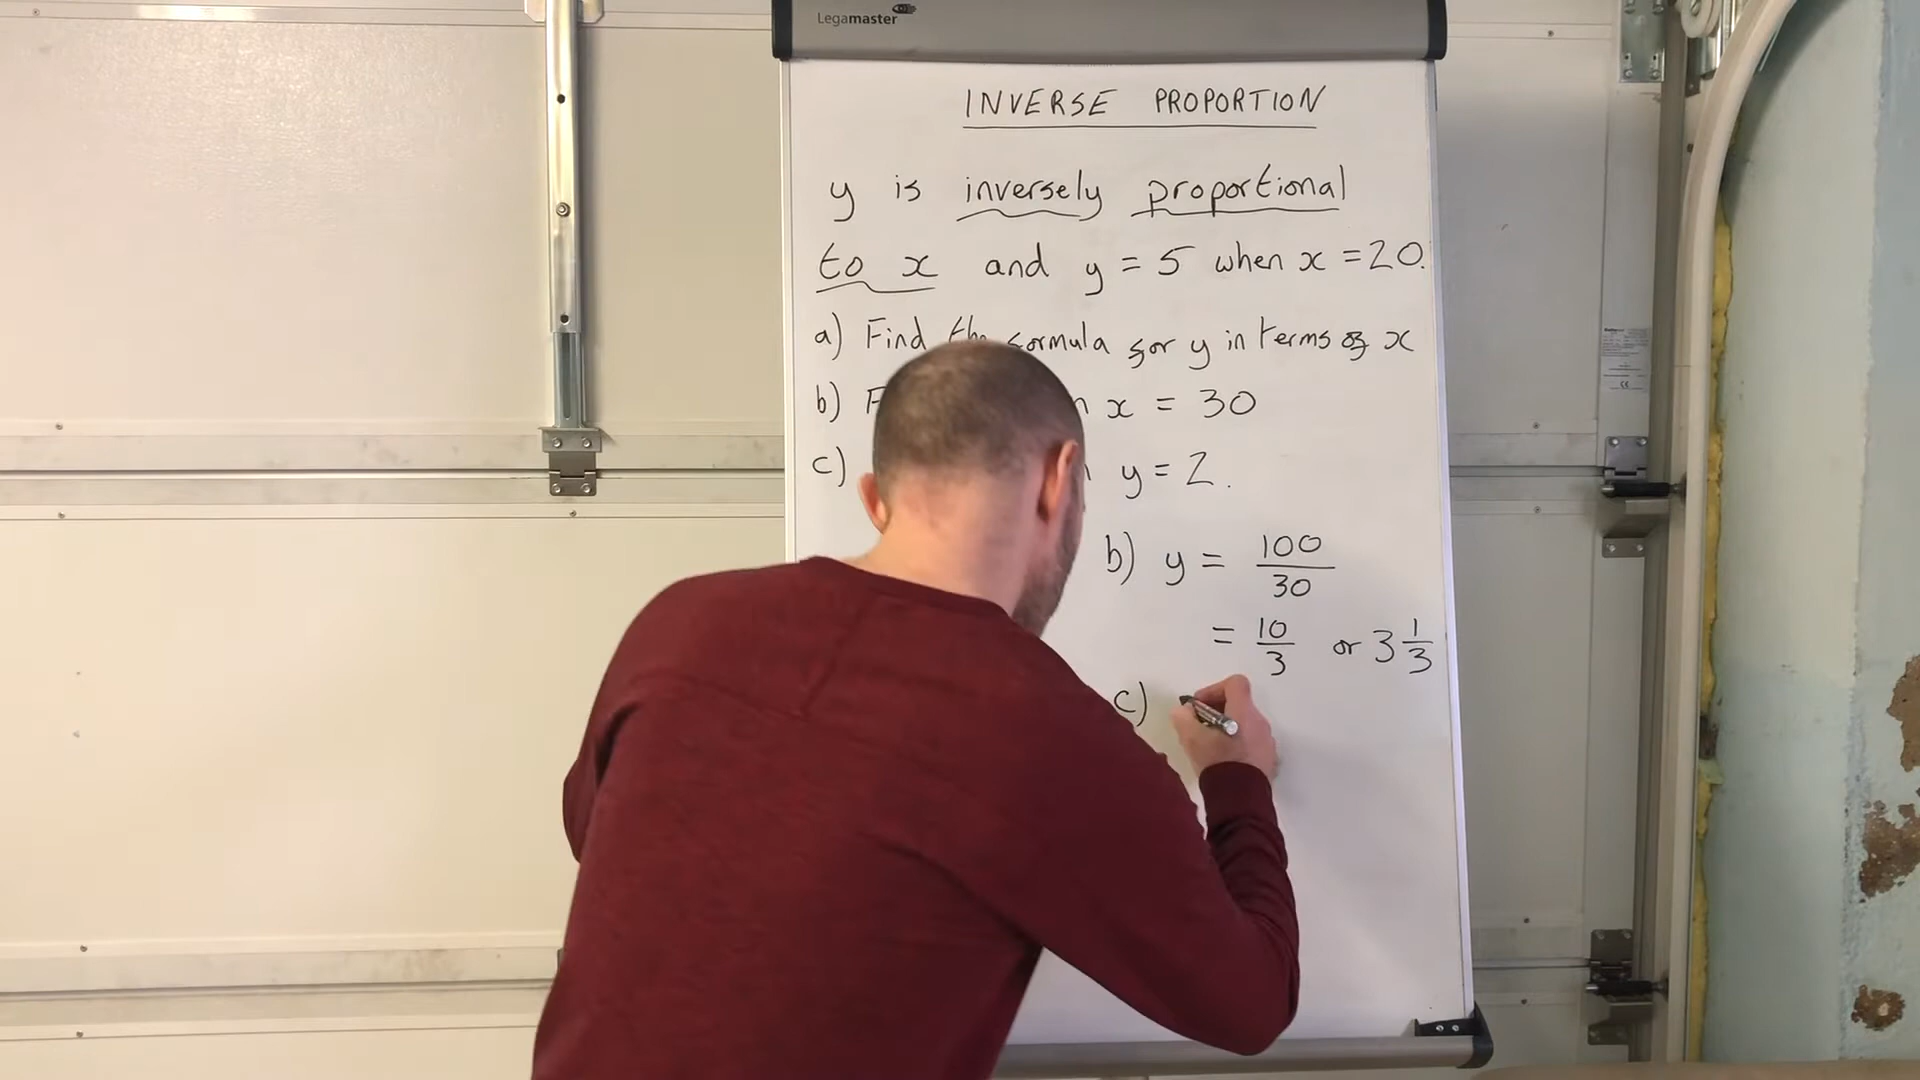 Legamaster
INVERSE PROPORTION
y is inversely proportional
to x and y = 5 when x = 20.
a) Find the formula for y in terms of x
b) x = 30
c) y = 2.
b) y = 100/30
= 10/3 or 3 1/3
c)